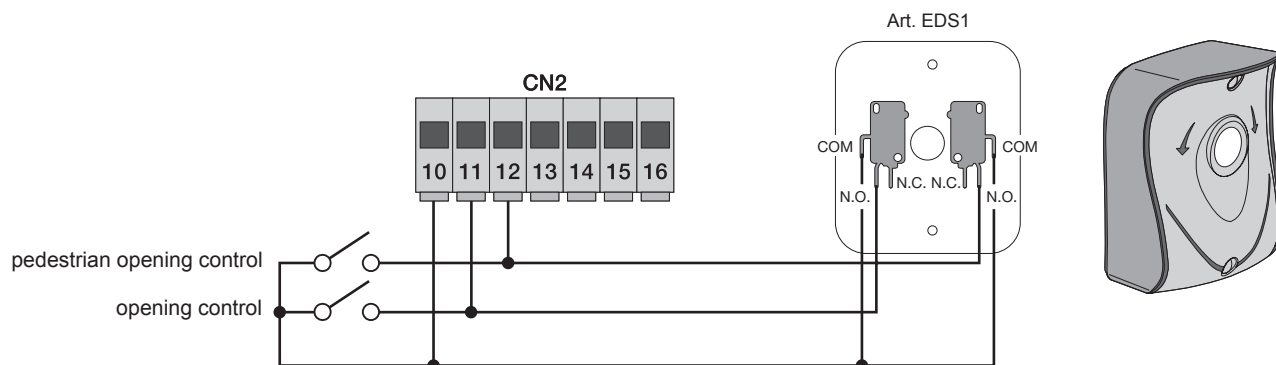 Art. EDS1
CN2
10 11 12 13 14 15 16
COM COM
N.C. N.C.
N.O. N.O.
pedestrian opening control
opening control